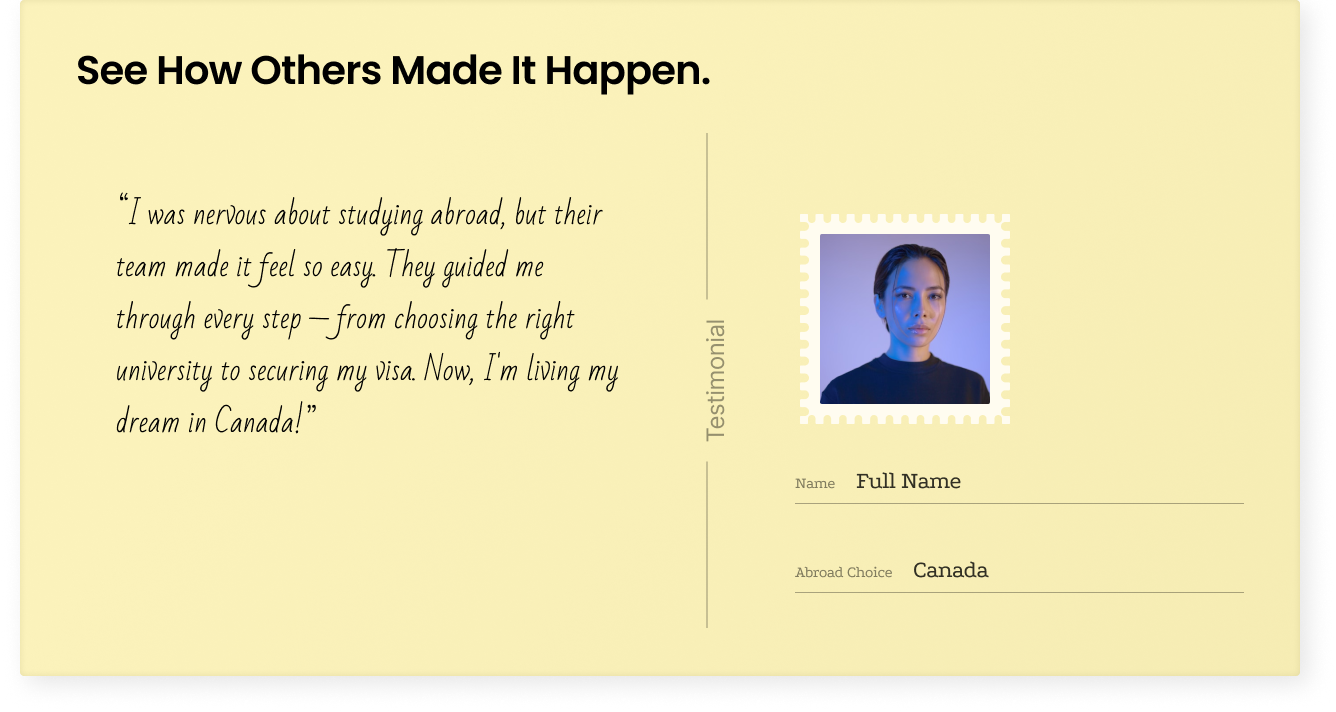 See How Others Made It Happen.
“I was nervous about studying abroad, but their
team made it feel so easy. They guided me
through every step — from choosing the right
university to securing my visa. Now, I'm living my
dream in Canada!”
Testimonial
Name Full Name
Abroad Choice Canada